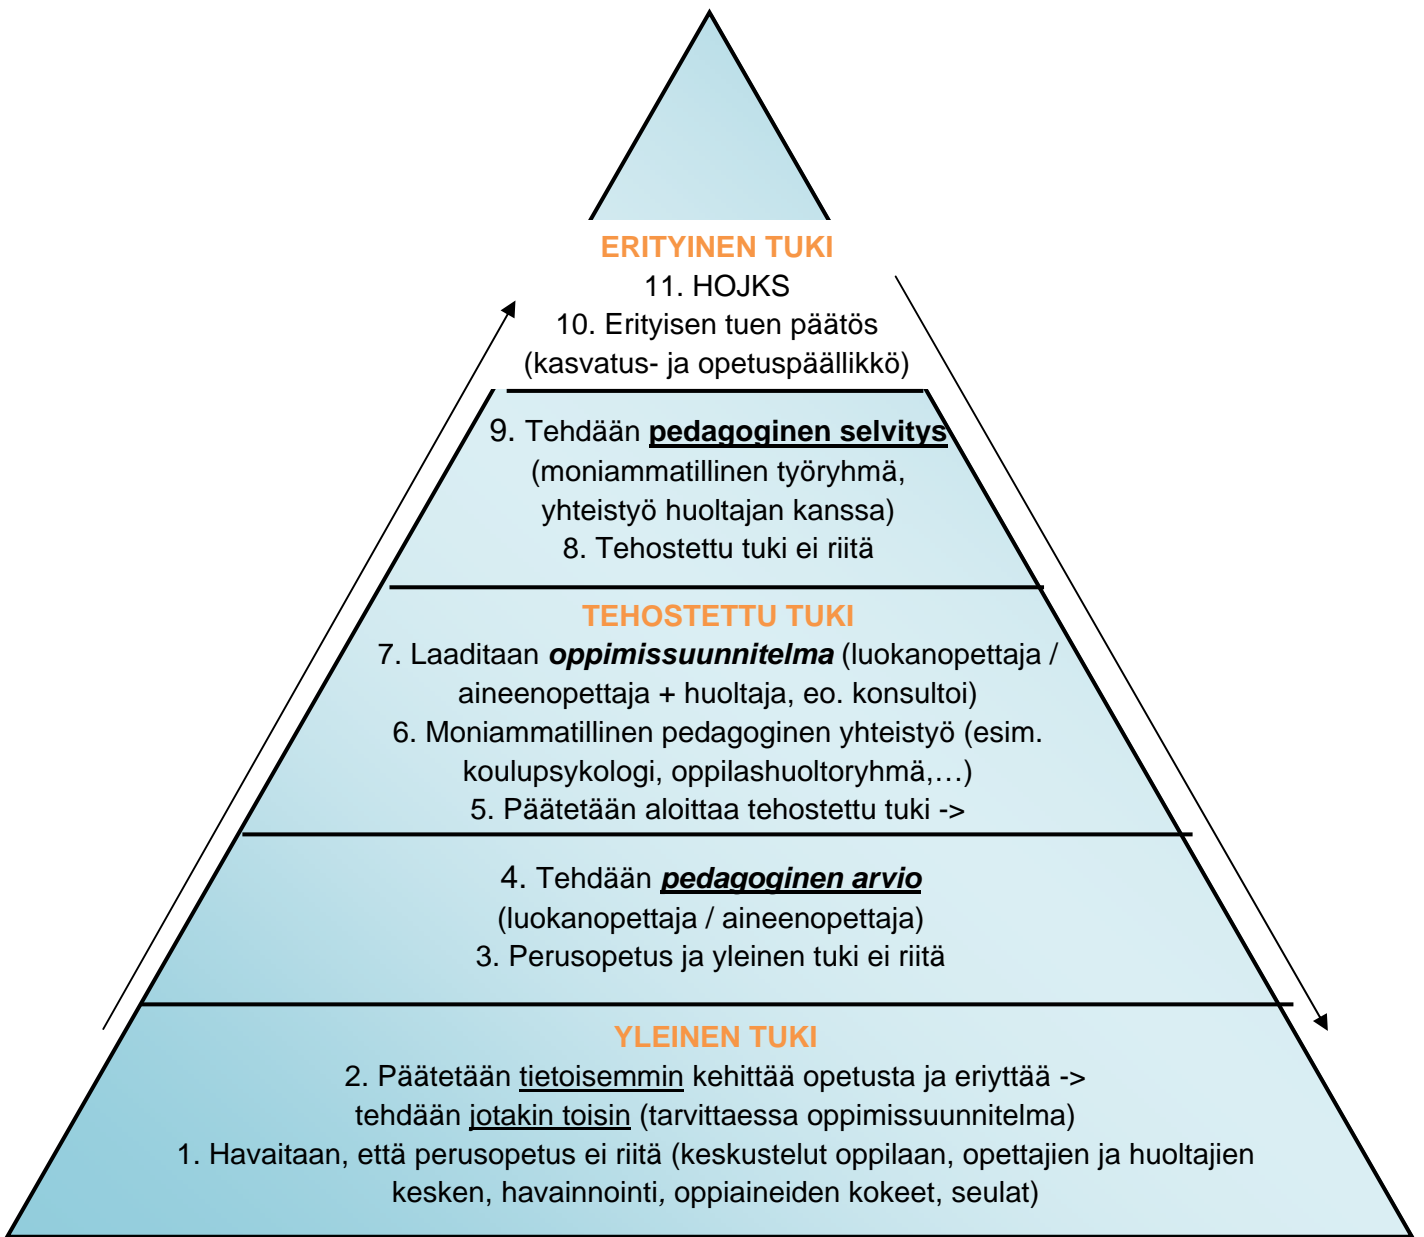 ERITYINEN TUKI
11. HOJKS
10. Erityisen tuen päätös
(kasvatus- ja opetuspäällikkö)
9. Tehdään pedagoginen selvitys
(moniammatillinen työryhmä,
yhteistyö huoltajan kanssa)
8. Tehostettu tuki ei riitä
TEHOSTETTU TUKI
7. Laaditaan oppimissuunnitelma (luokanopettaja /
aineenopettaja + huoltaja, eo. konsultoi)
6. Moniammatillinen pedagoginen yhteistyö (esim.
koulupsykologi, oppilashuoltoryhmä,…)
5. Päätetään aloittaa tehostettu tuki ->
4. Tehdään pedagoginen arvio
(luokanopettaja / aineenopettaja)
3. Perusopetus ja yleinen tuki ei riitä
YLEINEN TUKI
2. Päätetään tietoisemmin kehittää opetusta ja eriyttää ->
tehdään jotakin toisin (tarvittaessa oppimissuunnitelma)
1. Havaitaan, että perusopetus ei riitä (keskustelut oppilaan, opettajien ja huoltajien
kesken, havainnointi, oppiaineiden kokeet, seulat)